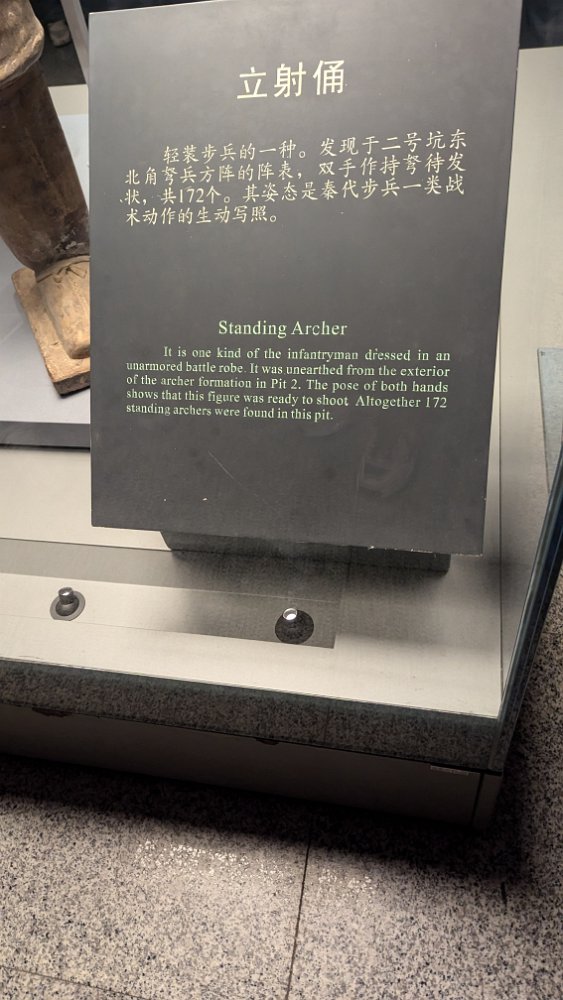 立射俑
轻装步兵的一种。发现于二号坑东
北角弩兵方阵的阵表，双手作持弩待发
状，共172个。其姿态是秦代步兵一类战
术动作的生动写照。
Standing Archer
It is one kind of the infantryman dressed in an
unarmored battle robe. It was unearthed from the exterior
of the archer formation in Pit 2. The pose of both hands
shows that this figure was ready to shoot. Altogether 172
standing archers were found in this pit.